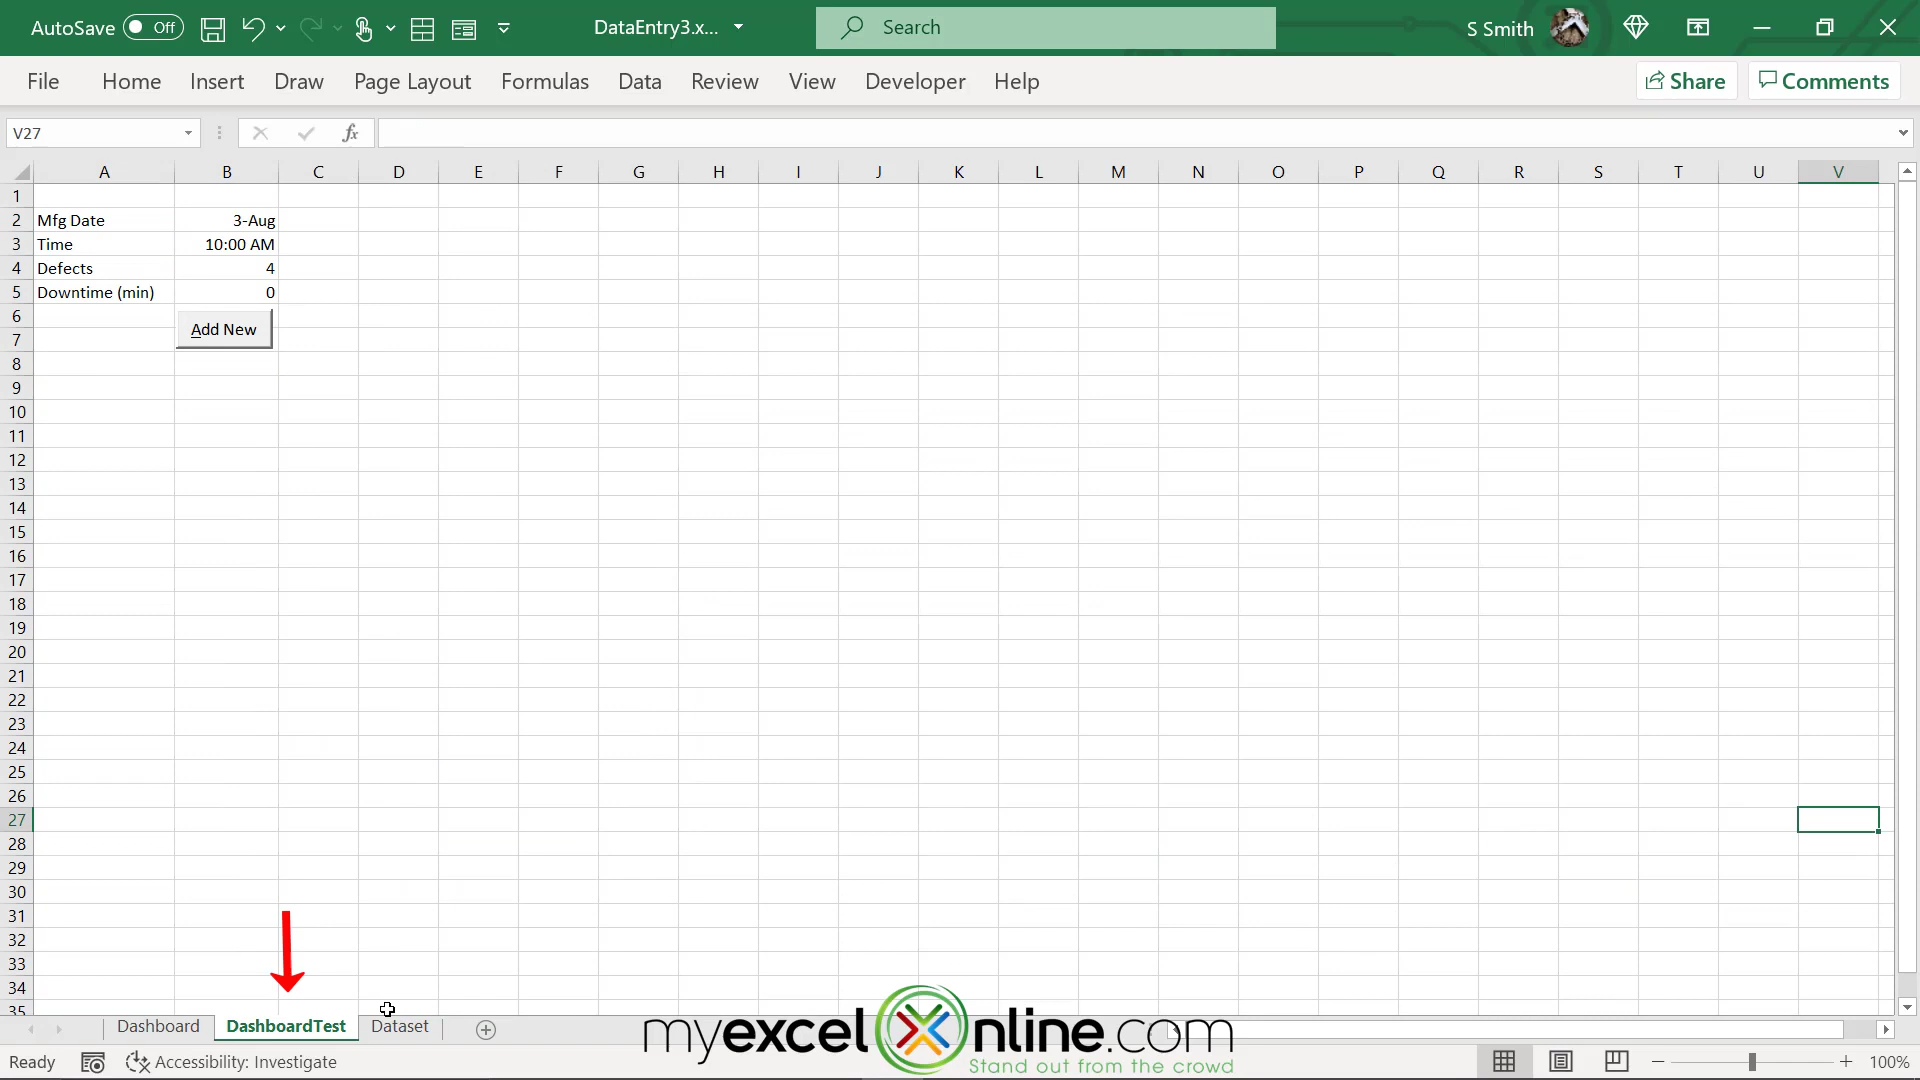 AutoSave Off DataEntry3.x... Search S Smith
File Home Insert Draw Page Layout Formulas Data Review View Developer Help Share Comments
V27 fx
A B C D E F G H I J K L M N O P Q R S T U V
1
2 Mfg Date 3-Aug
3 Time 10:00 AM
4 Defects 4
5 Downtime (min) 0
6
Add New
7
8
9
10
11
12
13
14
15
16
17
18
19
20
21
22
23
24
25
26
27
28
29
30
31
32
33
34
35
Dashboard DashboardTest Dataset
myexcelonline.com
Stand out from the crowd
Ready Accessibility: Investigate 100%